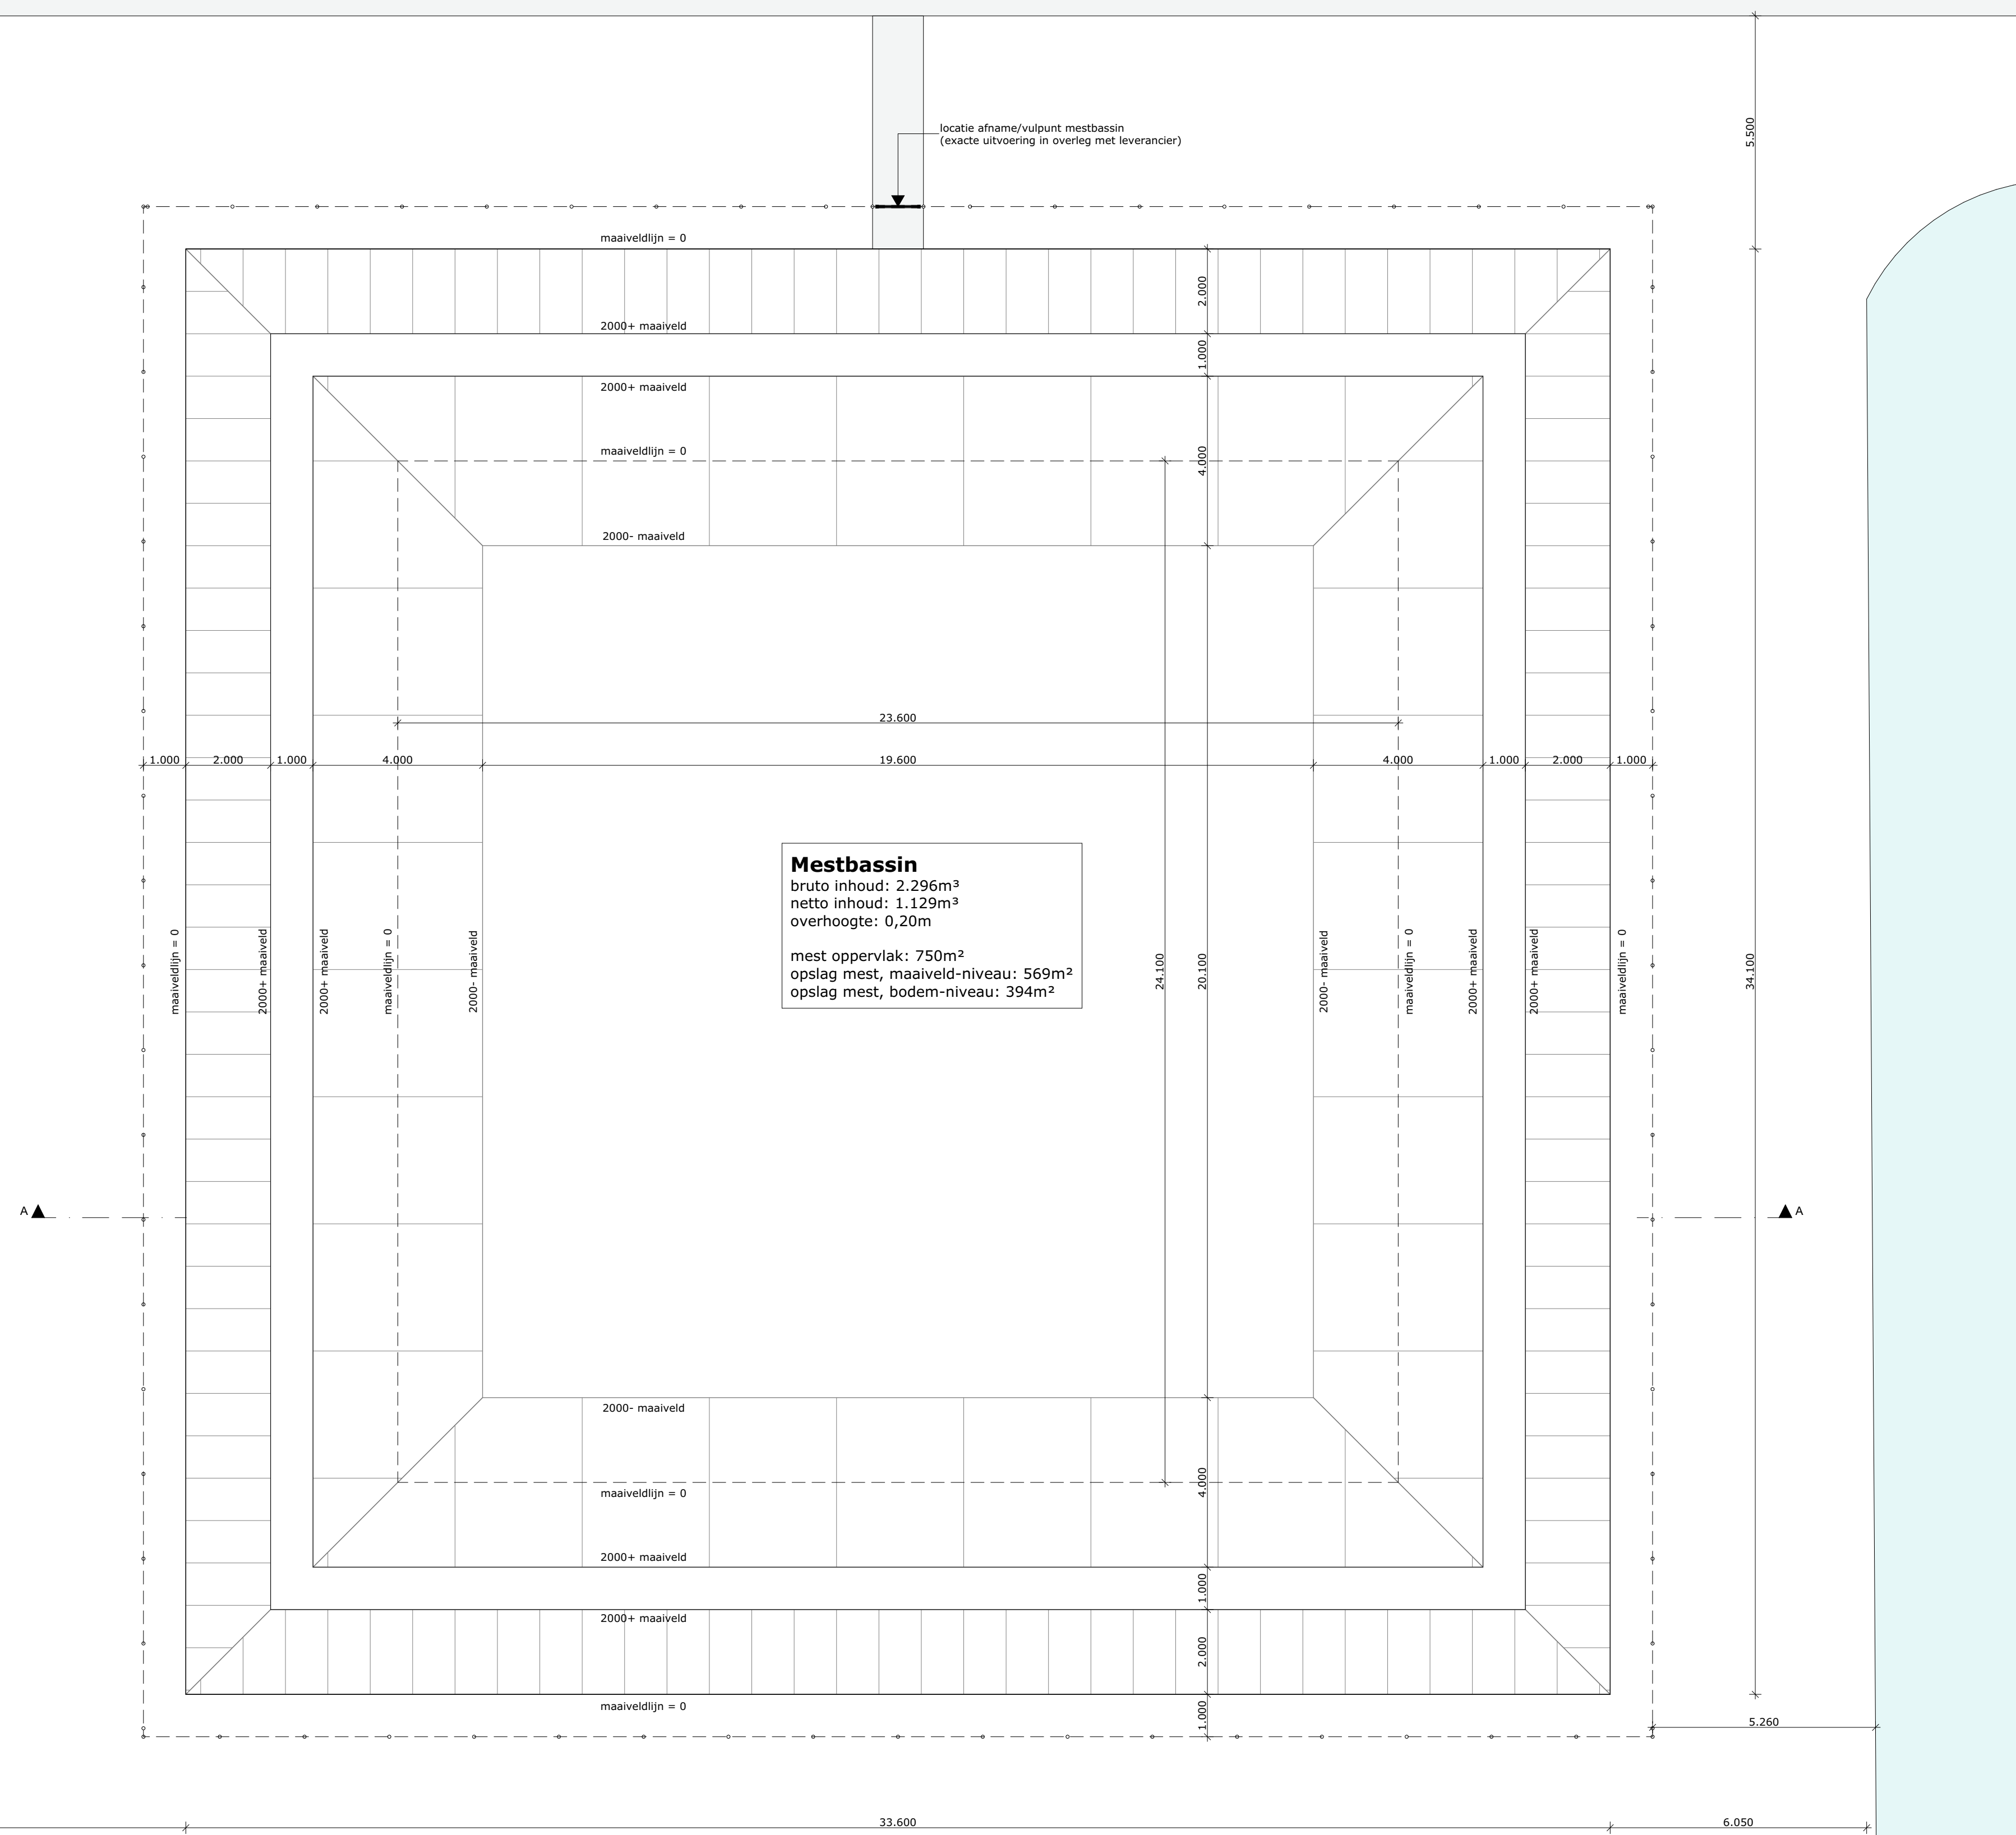 5.500
locatie afname/vulpunt mestbassin
(exacte uitvoering in overleg met leverancier)
maaiveldlijn = 0
2.000
2000+ maaiveld
1.000
2000+ maaiveld
maaiveldlijn = 0
4.000
2000- maaiveld
23.600
1.000
2.000
1.000
4.000
19.600
4.000
1.000
2.000
1.000
Mestbassin
bruto inhoud: 2.296m³
netto inhoud: 1.129m³
overhoogte: 0,20m
mest oppervlak: 750m²
opslag mest, maaiveld-niveau: 569m²
opslag mest, bodem-niveau: 394m²
maaiveldlijn = 0
2000+ maaiveld
2000+ maaiveld
maaiveldlijn = 0
2000- maaiveld
24.100
20.100
2000- maaiveld
maaiveldlijn = 0
2000+ maaiveld
2000+ maaiveld
maaiveldlijn = 0
34.100
A
A
2000- maaiveld
maaiveldlijn = 0
4.000
2000+ maaiveld
1.000
2000+ maaiveld
2.000
maaiveldlijn = 0
1.000
5.260
33.600
6.050